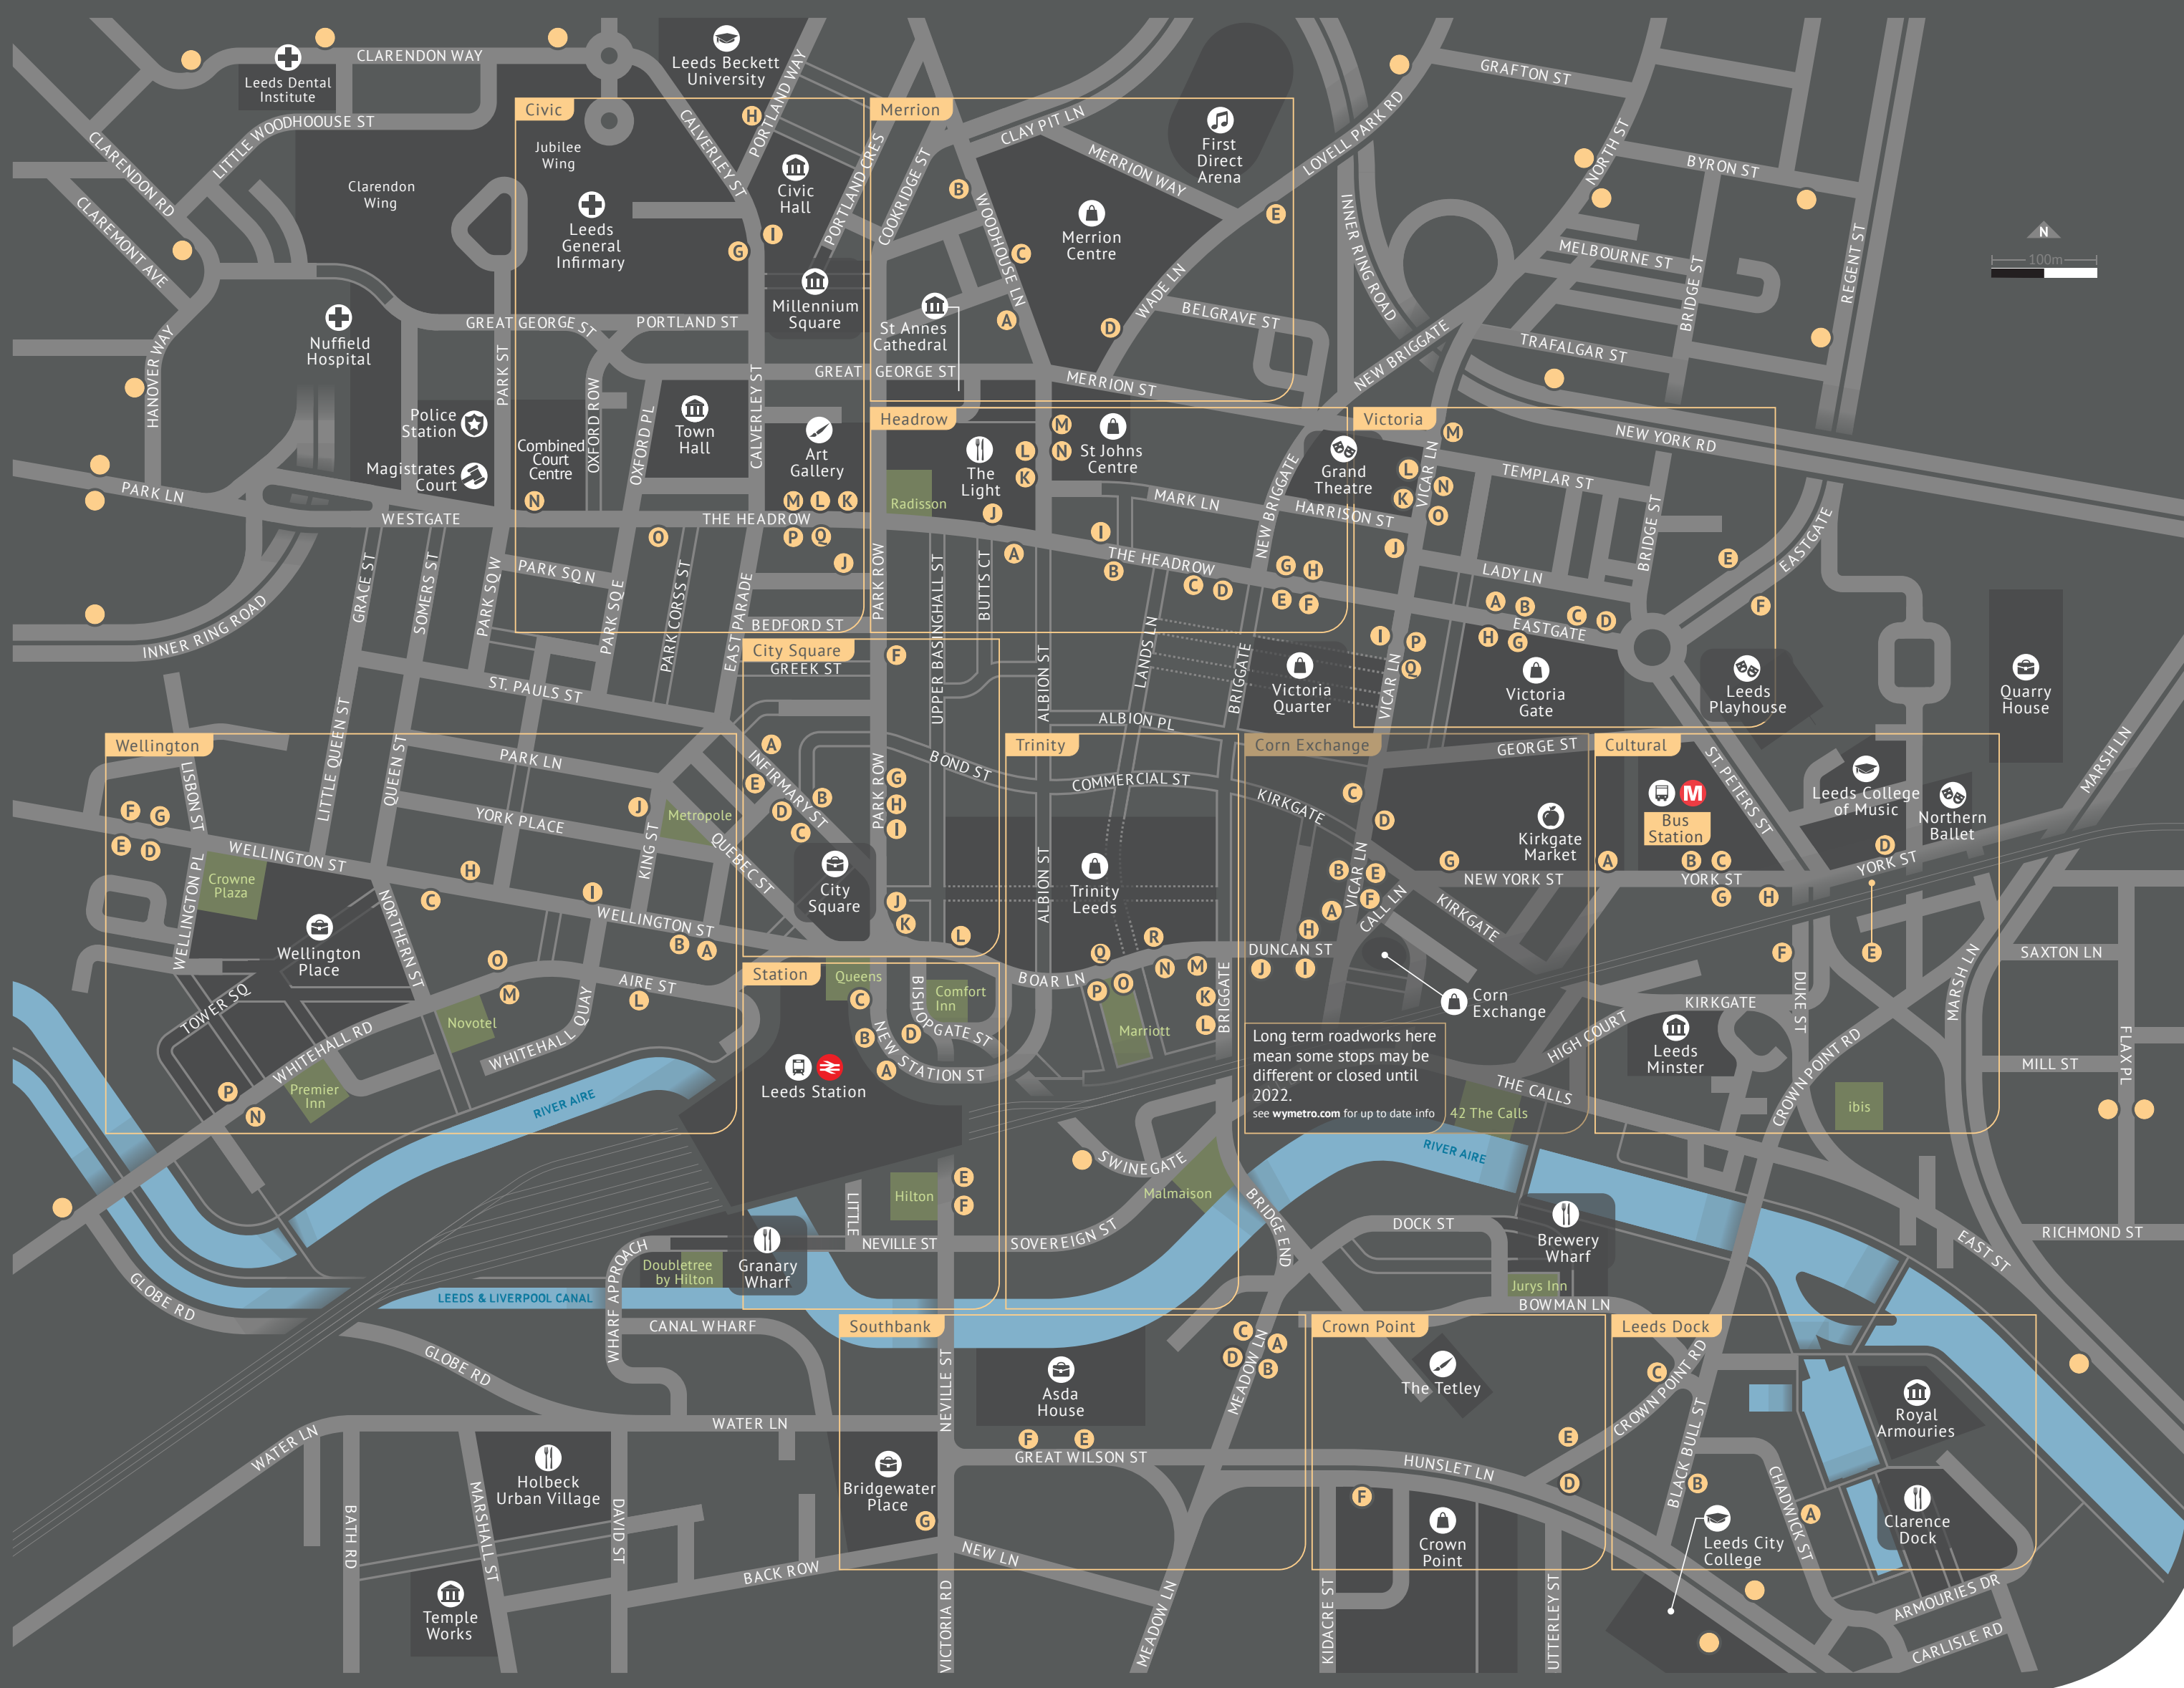 CLARENDON WAY
Leeds Dental
Institute
LITTLE WOODHOOUSE ST
CLARENDON RD
CLAREMONT AVE
Clarendon
Wing
HANOVER WAY
Nuffield
Hospital
Police
Station
Magistrates
Court
PARK LN
WESTGATE
INNER RING ROAD
GREAT GEORGE ST
PARK ST
Leeds Beckett
University
PORTLAND WAY
CALVERLEY ST
Civic
Jubilee
Wing
Leeds
General
Infirmary
H
Civic
Hall
G
I
PORTLAND CRES
Millennium
Square
PORTLAND ST
GREAT GEORGE ST
OXFORD ROW
OXFORD PL
Town
Hall
CALVERLEY ST
Art
Gallery
Combined
Court
Centre
N
M
L
K
THE HEADROW
O
P
Q
J
PARK SQ N
PARK SQ E
PARK SQ W
PARK CORSS ST
EAST PARADE
BEDFORD ST
GRACE ST
SOMERS ST
Merrion
CLAY PIT LN
COOKRIDGE ST
WOODHOUSE LN
MERRION WAY
First
Direct
Arena
LOVELL PARK RD
B
C
A
D
E
Merrion
Centre
WADE LN
BELGRAVE ST
St Annes
Cathedral
MERRION ST
INNER RING ROAD
NEW BRIGGATE
GRAFTON ST
NORTH ST
BYRON ST
MELBOURNE ST
BRIDGE ST
TRAFALGAR ST
REGENT ST
NEW YORK RD
N
100m
Headrow
Radisson
The
Light
M
L
N
K
J
St Johns
Centre
MARK LN
NEW BRIGGATE
HARRISON ST
Grand
Theatre
THE HEADROW
I
A
B
C
D
G
H
E
F
PARK ROW
UPPER BASINGHALL ST
BUTTS CT
Victoria
VICAR LN
M
L
K
N
O
J
TEMPLAR ST
LADY LN
BRIDGE ST
EASTGATE
A
B
C
D
E
F
EASTGATE
H
G
I
P
Q
VICAR LN
Victoria
Gate
Leeds
Playhouse
Victoria
Quarter
Quarry
House
LANDS LN
BRIGGATE
ALBION ST
ALBION PL
City Square
GREEK ST
F
A
INFIRMARY ST
E
B
D
C
G
H
I
PARK ROW
BOND ST
City
Square
J
K
L
ST. PAULS ST
LITTLE QUEEN ST
QUEEN ST
PARK LN
YORK PLACE
KING ST
QUEBEC ST
Wellington
LISBON ST
F
G
E
D
WELLINGTON ST
WELLINGTON PL
Crowne
Plaza
H
C
I
J
Metropole
WELLINGTON ST
B
A
Wellington
Place
NORTHERN ST
O
M
L
AIRE ST
TOWER SQ
WHITEHALL RD
Novotel
WHITEHALL QUAY
Premier
Inn
P
N
RIVER AIRE
Station
Queens
C
B
D
A
BISHOPGATE ST
Comfort
Inn
NEW STATION ST
Leeds Station
Hilton
E
F
LITTLE
NEVILLE ST
Granary
Wharf
Doubletree
by Hilton
WHARF APPROACH
Trinity
COMMERCIAL ST
Trinity
Leeds
ALBION ST
BOAR LN
Q
R
P
O
N
M
K
L
Marriott
BRIGGATE
SWINEGATE
Malmaison
SOVEREIGN ST
Corn Exchange
GEORGE ST
KIRKGATE
C
D
B
E
F
A
H
G
VICAR LN
CALL LN
Kirkgate
Market
NEW YORK ST
KIRKGATE
DUNCAN ST
J
I
Corn
Exchange
Long term roadworks here
mean some stops may be
different or closed until
2022.
see wymetro.com for up to date info
42 The Calls
HIGH COURT
THE CALLS
RIVER AIRE
Cultural
M
Bus
Station
ST. PETERS ST
Leeds College
of Music
Northern
Ballet
A
B
C
D
YORK ST
YORK ST
G
H
F
E
DUKE ST
KIRKGATE
Leeds
Minster
CROWN POINT RD
ibis
MARSH LN
MARSH LN
SAXTON LN
MILL ST
FLAX PL
RICHMOND ST
EAST ST
BRIDGE END
DOCK ST
Brewery
Wharf
Jurys Inn
BOWMAN LN
GLOBE RD
LEEDS & LIVERPOOL CANAL
CANAL WHARF
GLOBE RD
WATER LN
WATER LN
BATH RD
MARSHALL ST
Holbeck
Urban Village
DAVID ST
Temple
Works
BACK ROW
Southbank
NEVILLE ST
Asda
House
C
A
D
B
MEADOW LN
F
E
GREAT WILSON ST
Bridgewater
Place
G
NEW LN
VICTORIA RD
MEADOW LN
Crown Point
The Tetley
E
HUNSLET LN
D
F
Crown
Point
KIDACRE ST
UTTERLEY ST
Leeds Dock
C
CROWN POINT RD
BLACK BULL ST
B
A
CHADWICK ST
Royal
Armouries
Clarence
Dock
Leeds City
College
ARMOURIES DR
CARLISLE RD